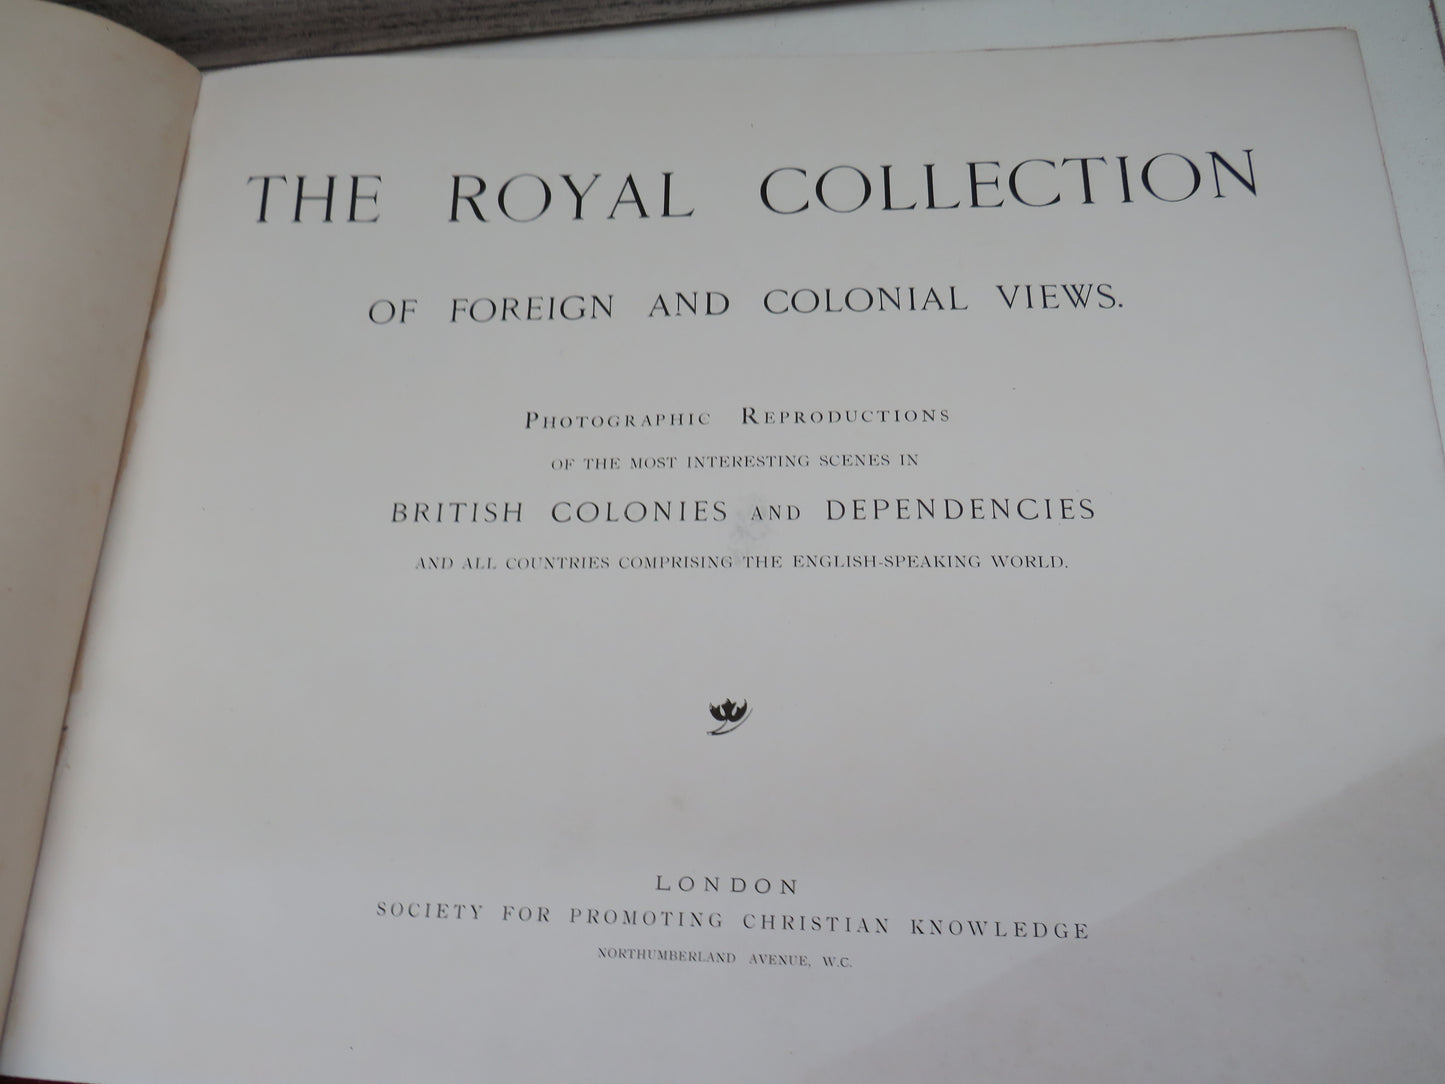 THE ROYAL COLLECTION
OF FOREIGN AND COLONIAL VIEWS.
PHOTOGRAPHIC REPRODUCTIONS
OF THE MOST INTERESTING SCENES IN
BRITISH COLONIES AND DEPENDENCIES
AND ALL COUNTRIES COMPRISING THE ENGLISH-SPEAKING WORLD.
LONDON
SOCIETY FOR PROMOTING CHRISTIAN KNOWLEDGE
NORTHUMBERLAND AVENUE, W.C.